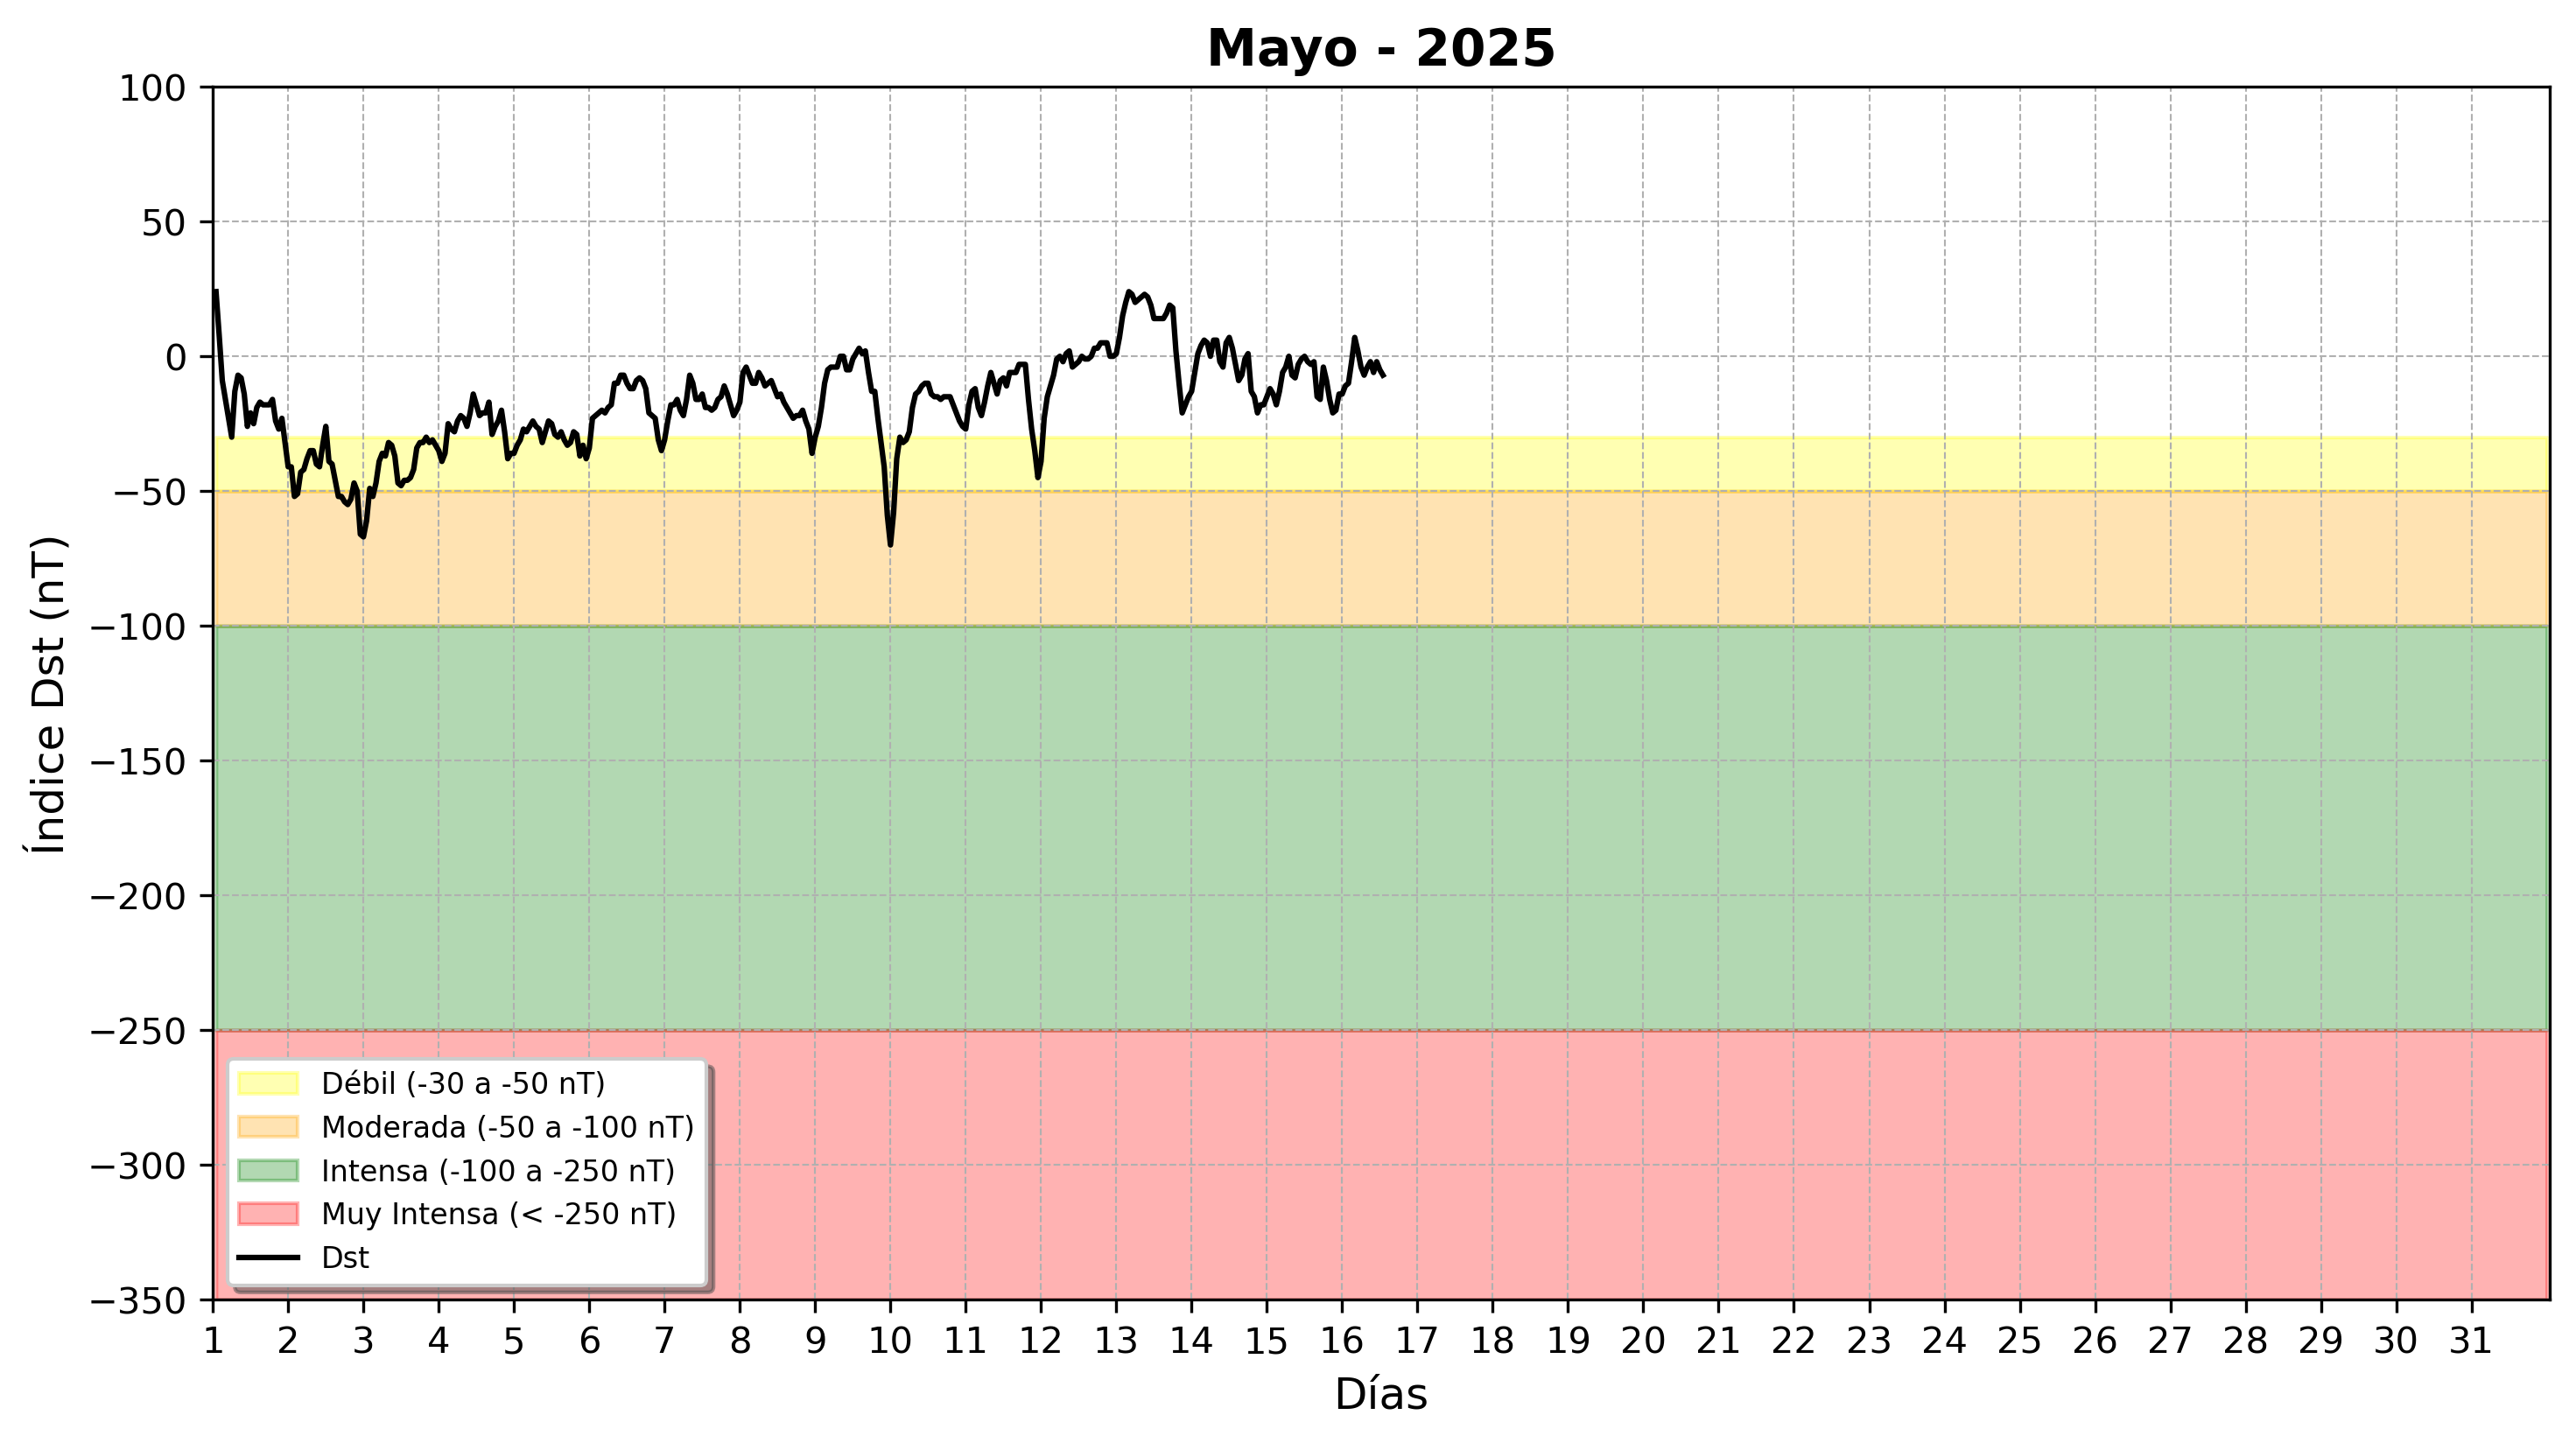 Mayo - 2025
Índice Dst (nT)
100
50
0
−50
−100
−150
−200
−250
−300
−350
Débil (-30 a -50 nT)
Moderada (-50 a -100 nT)
Intensa (-100 a -250 nT)
Muy Intensa (< -250 nT)
Dst
1 2 3 4 5 6 7 8 9 10 11 12 13 14 15 16 17 18 19 20 21 22 23 24 25 26 27 28 29 30 31
Días